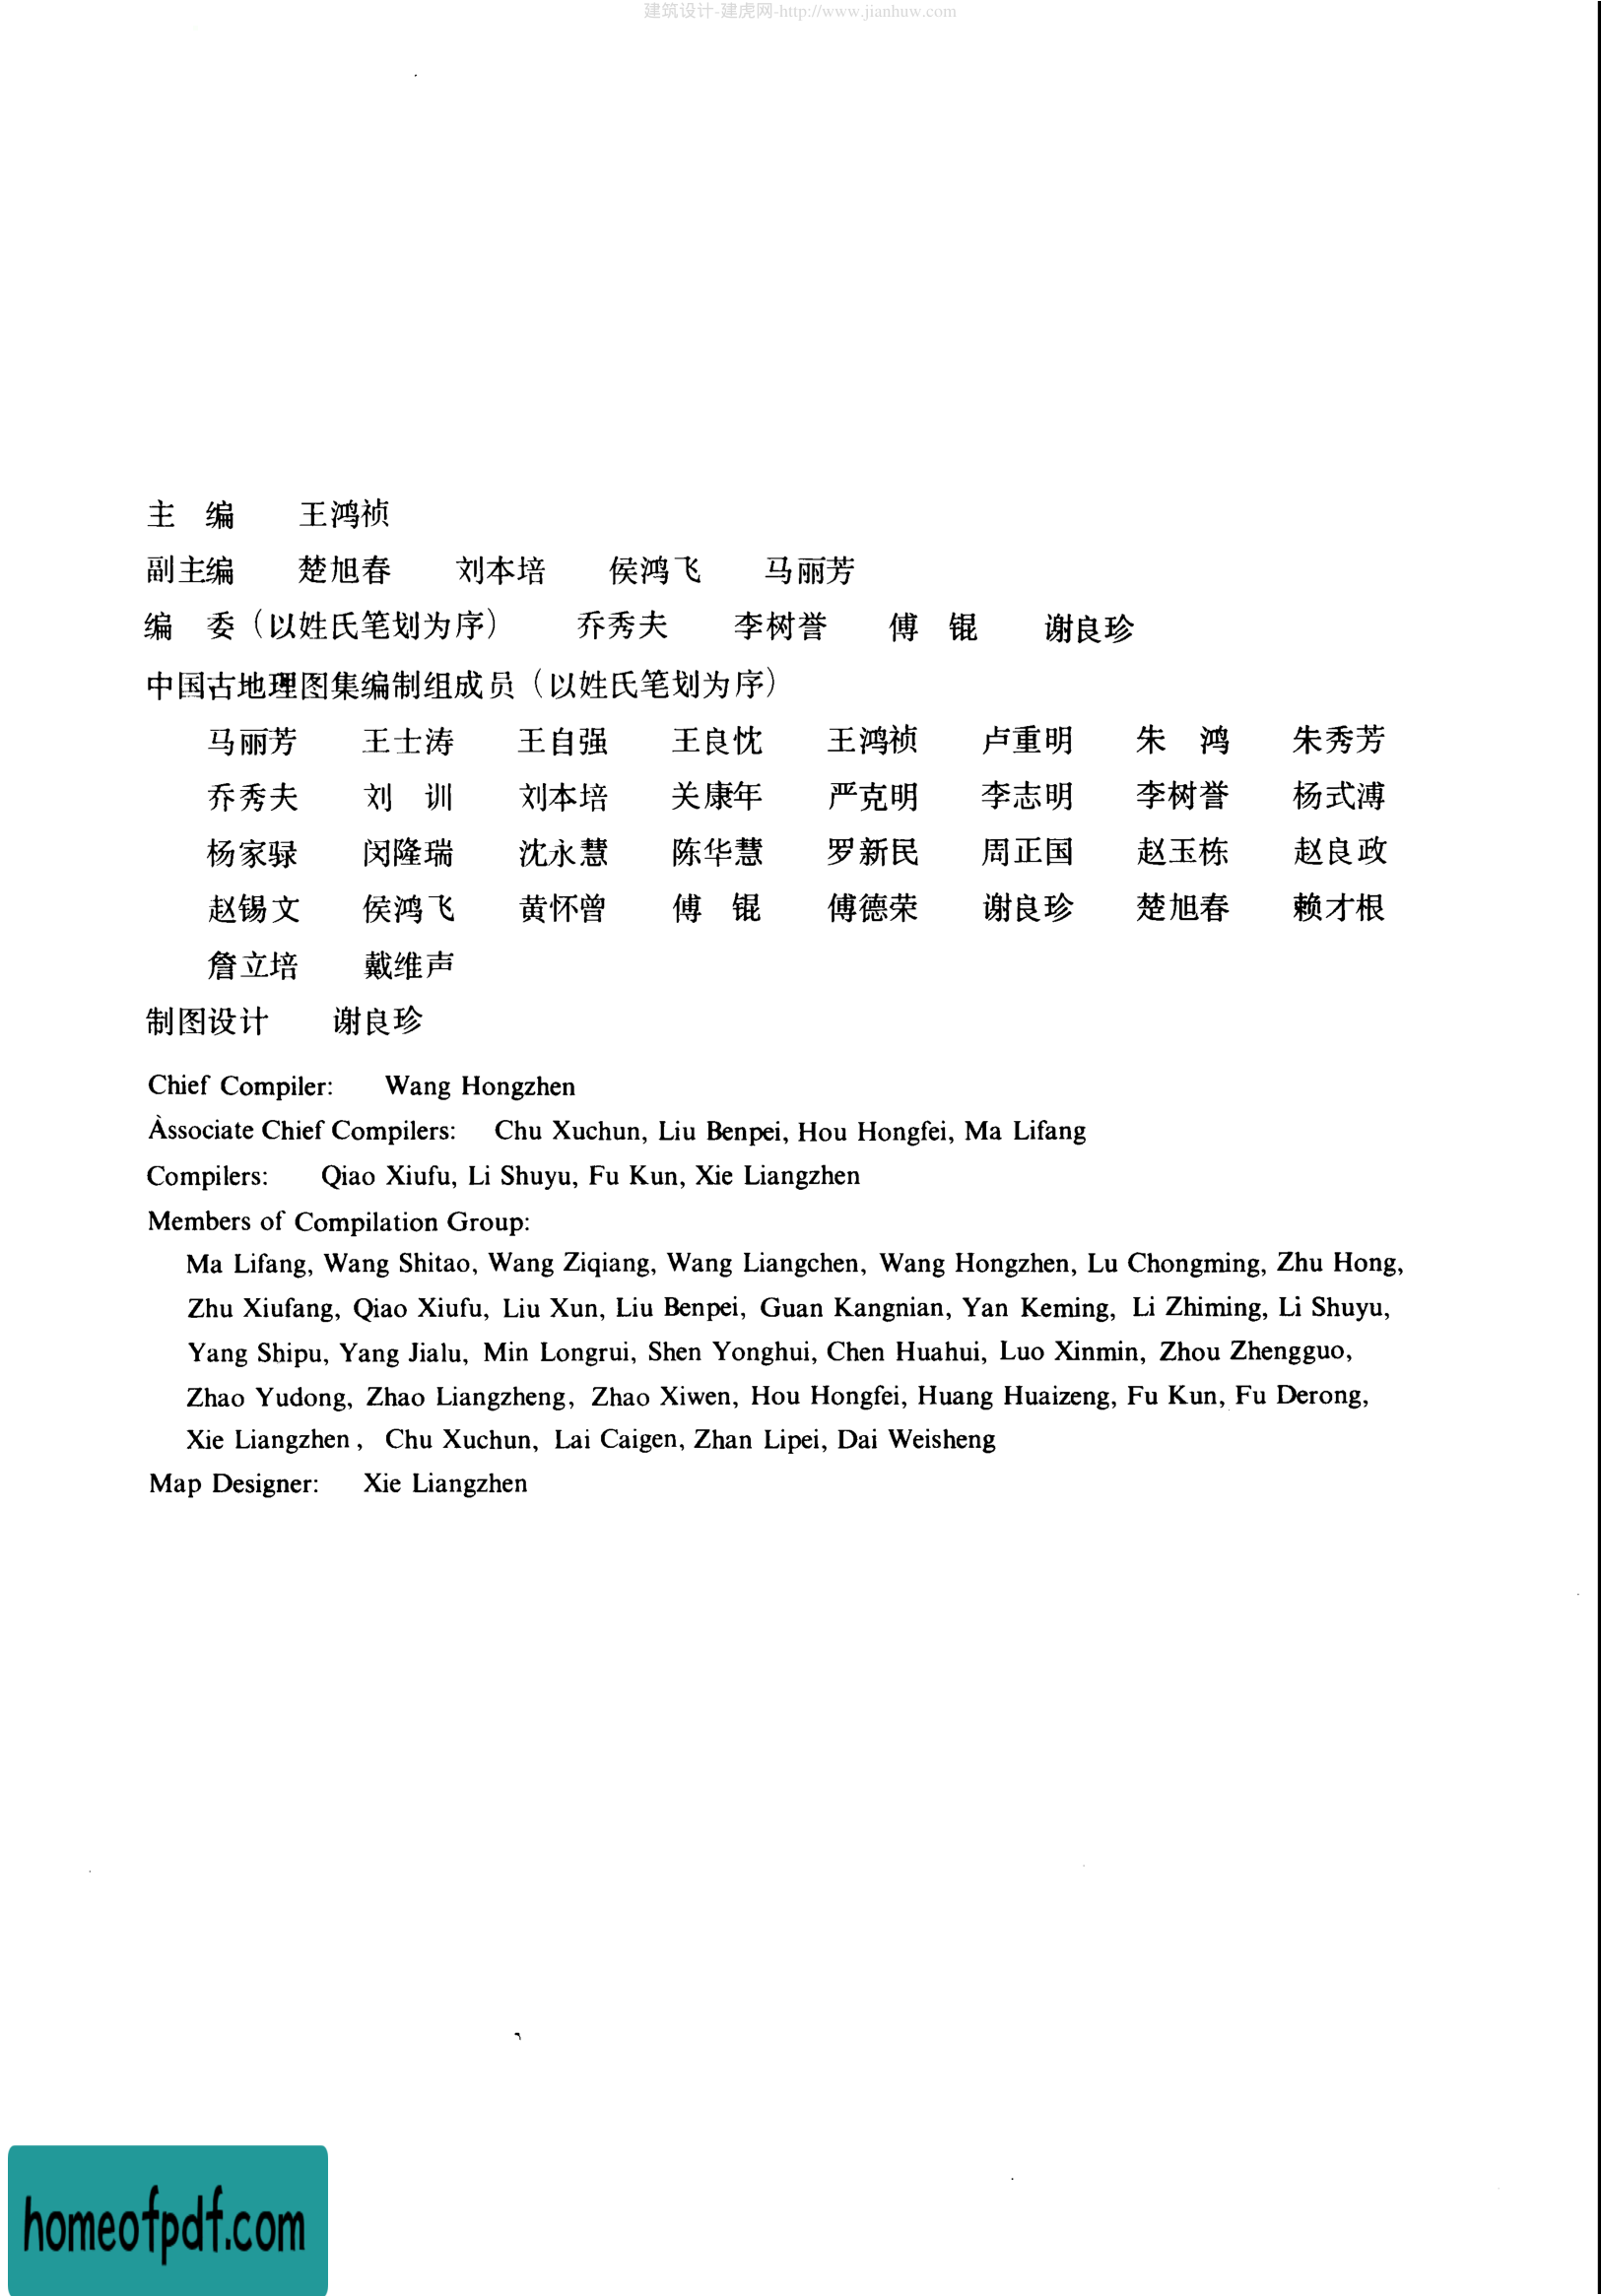 建筑设计-建虎网-http://www.jianhuw.com
主 编 王鸿祯
副主编 楚旭春 刘本培 侯鸿飞 马丽芳
编 委（以姓氏笔划为序） 乔秀夫 李树誉 傅 锟 谢良珍
中国古地理图集编制组成员（以姓氏笔划为序）
马丽芳 王士涛 王自强 王良忱 王鸿祯 卢重明 朱 鸿 朱秀芳
乔秀夫 刘 训 刘本培 关康年 严克明 李志明 李树誉 杨式溥
杨家騄 闵隆瑞 沈永慧 陈华慧 罗新民 周正国 赵玉栋 赵良政
赵锡文 侯鸿飞 黄怀曾 傅 锟 傅德荣 谢良珍 楚旭春 赖才根
詹立培 戴维声
制图设计 谢良珍
Chief Compiler: Wang Hongzhen
Associate Chief Compilers: Chu Xuchun, Liu Benpei, Hou Hongfei, Ma Lifang
Compilers: Qiao Xiufu, Li Shuyu, Fu Kun, Xie Liangzhen
Members of Compilation Group:
Ma Lifang, Wang Shitao, Wang Ziqiang, Wang Liangchen, Wang Hongzhen, Lu Chongming, Zhu Hong,
Zhu Xiufang, Qiao Xiufu, Liu Xun, Liu Benpei, Guan Kangnian, Yan Keming, Li Zhiming, Li Shuyu,
Yang Shipu, Yang Jialu, Min Longrui, Shen Yonghui, Chen Huahui, Luo Xinmin, Zhou Zhengguo,
Zhao Yudong, Zhao Liangzheng, Zhao Xiwen, Hou Hongfei, Huang Huaizeng, Fu Kun, Fu Derong,
Xie Liangzhen, Chu Xuchun, Lai Caigen, Zhan Lipei, Dai Weisheng
Map Designer: Xie Liangzhen
homeofpdf.com